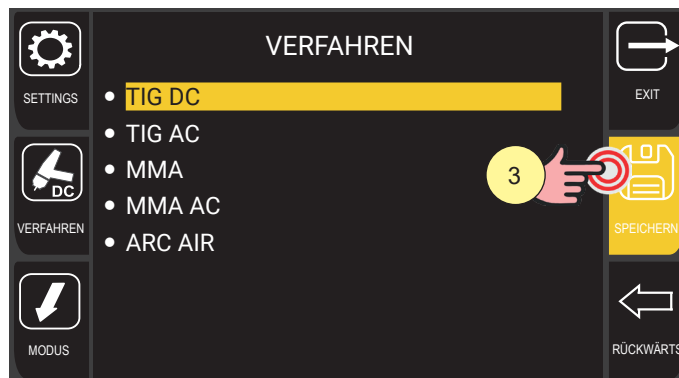 VERFAHREN
SETTINGS
• TIG DC
• TIG AC
• MMA
• MMA AC
• ARC AIR
DC
VERFAHREN
MODUS
3
EXIT
SPEICHERN
RÜCKWÄRTS